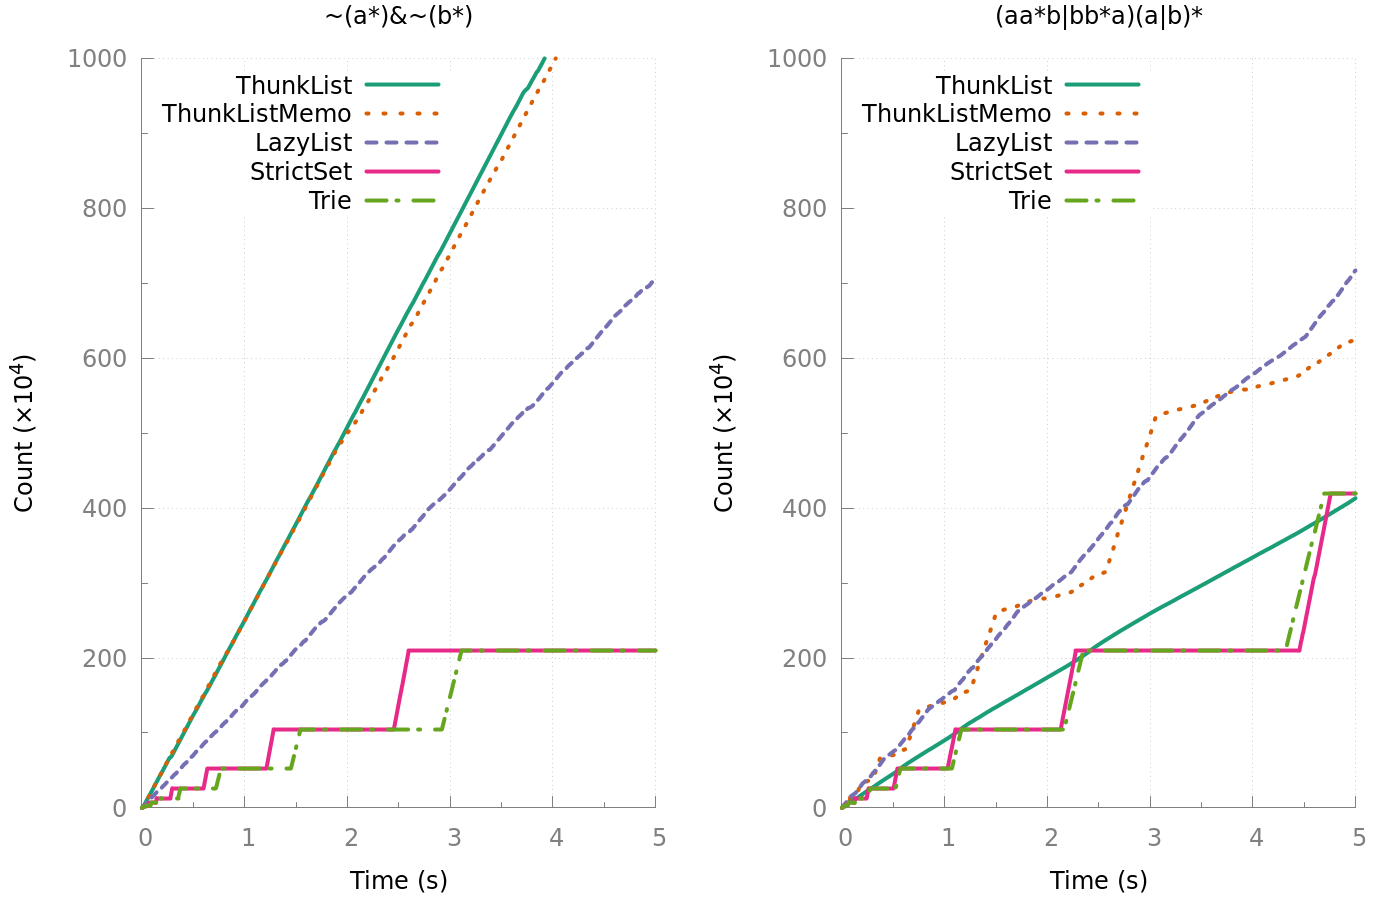 ~(a*)&~(b*)
1000
800
600
400
200
0
Count (×10⁴)
ThunkList
ThunkListMemo
LazyList
StrictSet
Trie
0 1 2 3 4 5
Time (s)
(aa*b|bb*a)(a|b)*
1000
800
600
400
200
0
Count (×10⁴)
ThunkList
ThunkListMemo
LazyList
StrictSet
Trie
0 1 2 3 4 5
Time (s)